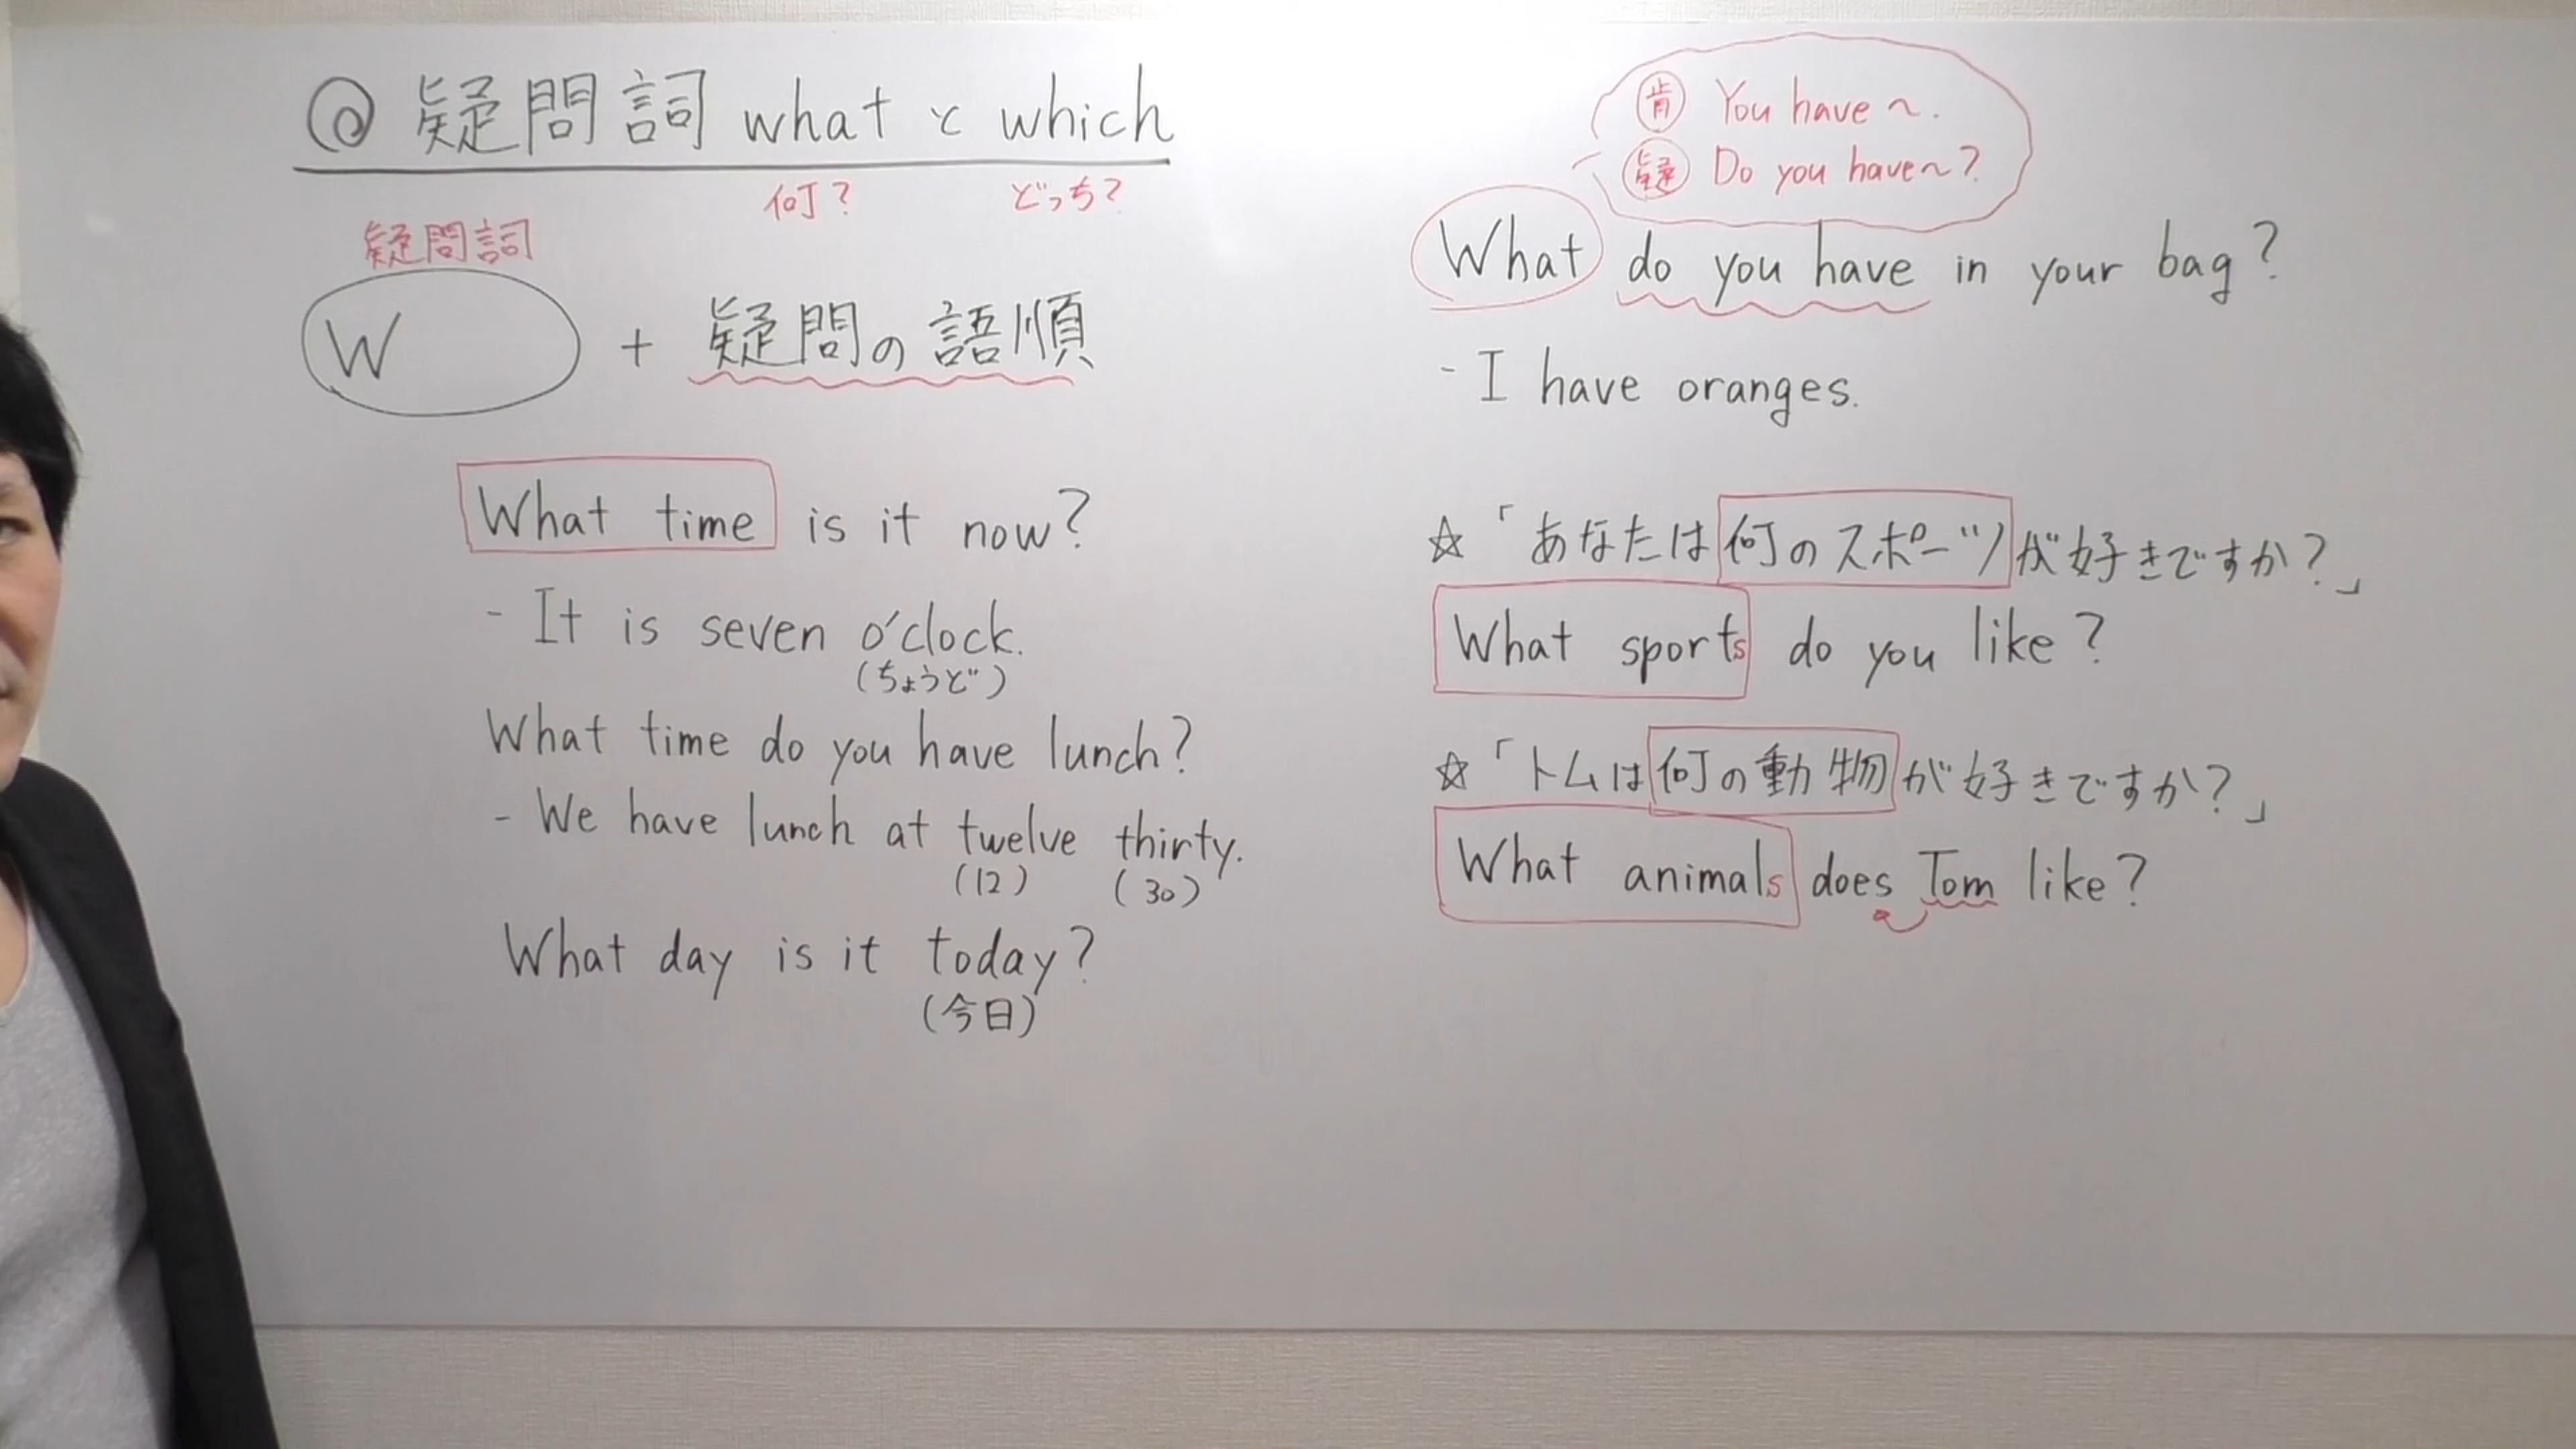 ◎ 疑問詞 what と which
何? どっち?
疑問詞
W + 疑問の語順
What time is it now?
- It is seven o'clock.
(ちょうど)
What time do you have lunch?
- We have lunch at twelve thirty.
(12) (30)
What day is it today?
(今日)
肯 You have ~.
疑 Do you have~?
What do you have in your bag?
- I have oranges.
☆「あなたは何のスポーツが好きですか?」
What sports do you like?
☆「トムは何の動物が好きですか?」
What animals does Tom like?